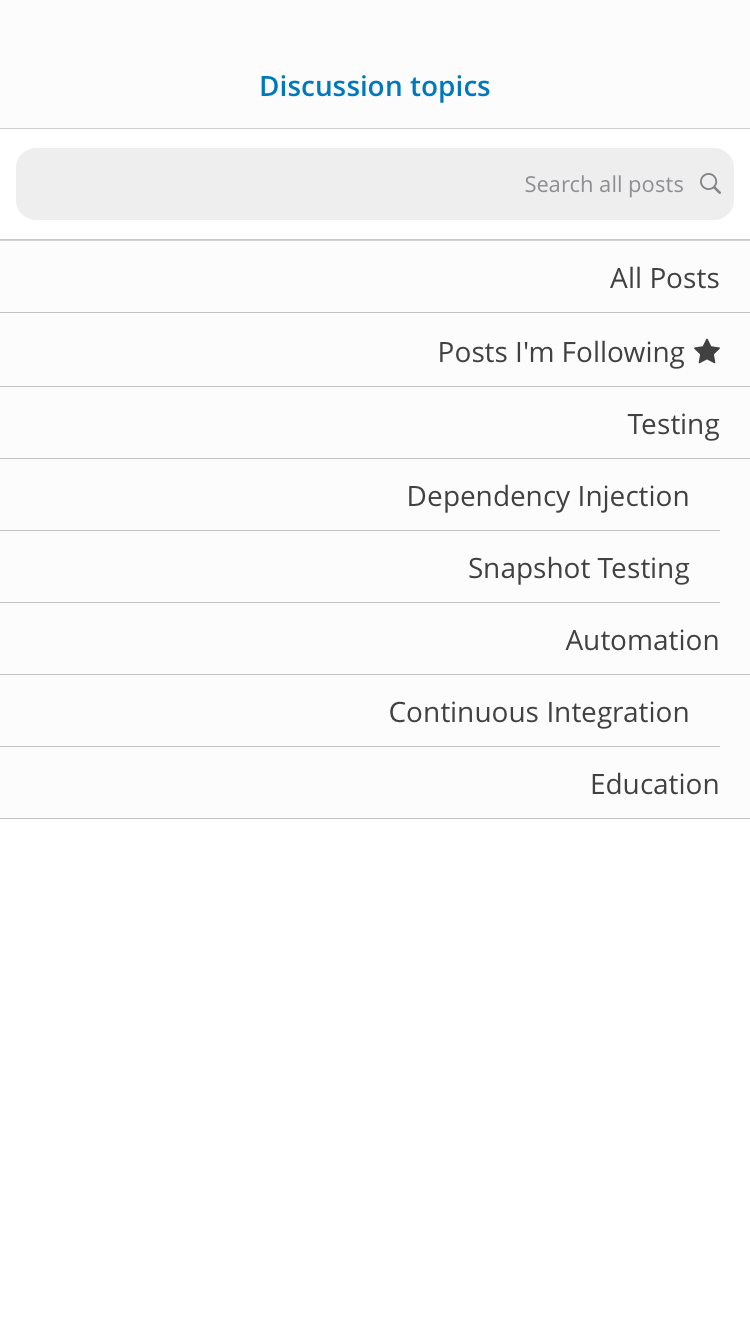 Discussion topics
Search all posts
All Posts
Posts I'm Following
Testing
Dependency Injection
Snapshot Testing
Automation
Continuous Integration
Education